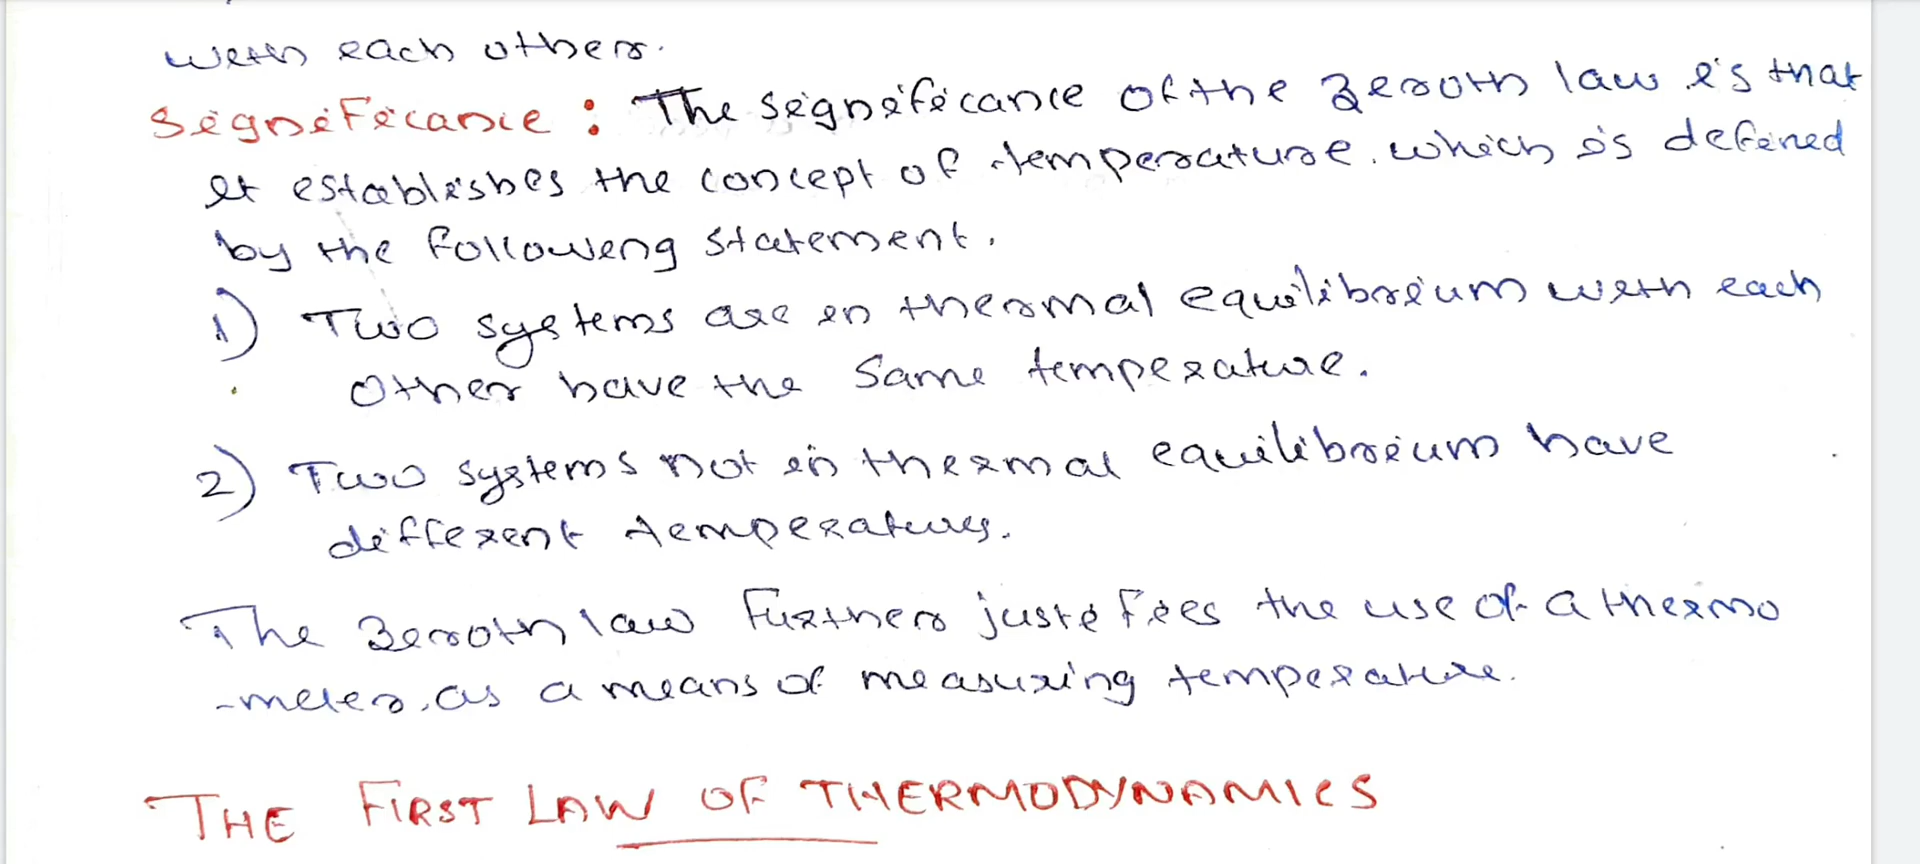 with each other.
Significance : The significance of the zeroth law is that
it establishes the concept of temperature, which is defined
by the following statement.
1) Two systems are in thermal equilibrium with each
other have the same temperature.
2) Two systems not in thermal equilibrium have
different temperatures.
The zeroth law further justifies the use of a thermo
-meter, as a means of measuring temperature.
THE FIRST LAW OF THERMODYNAMICS